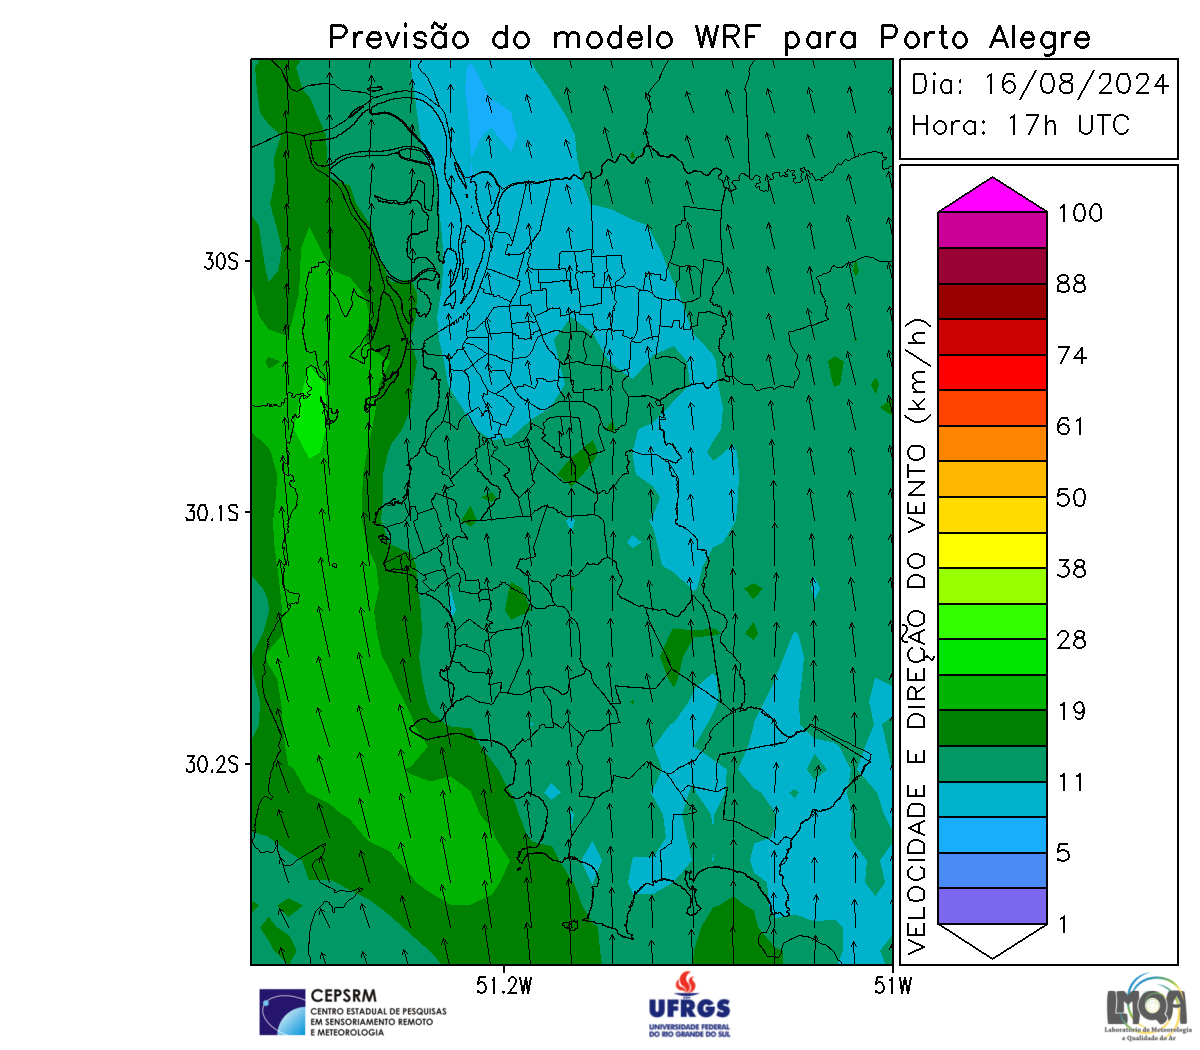 Previsão do modelo WRF para Porto Alegre
Dia: 16/08/2024
Hora: 17h UTC
30S
30.1S
30.2S
51.2W
51W
VELOCIDADE E DIREÇÃO DO VENTO (km/h)
100
88
74
61
50
38
28
19
11
5
1
CEPSRM
CENTRO ESTADUAL DE PESQUISAS
EM SENSORIAMENTO REMOTO
E METEOROLOGIA
UFRGS
UNIVERSIDADE FEDERAL
DO RIO GRANDE DO SUL
LMQA
Laboratório de Meteorologia
e Qualidade do Ar